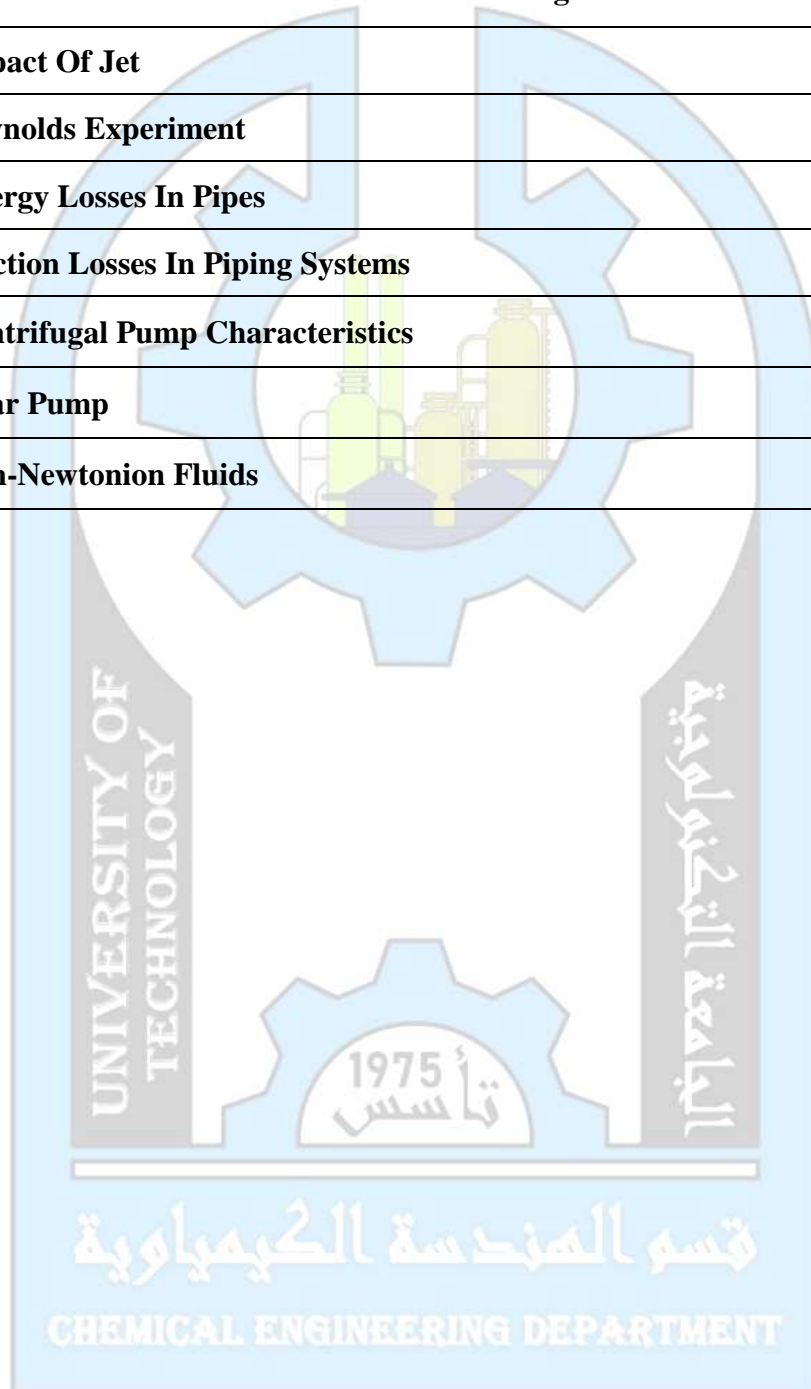 g
pact Of Jet
ynolds Experiment
ergy Losses In Pipes
ction Losses In Piping Systems
ntrifugal Pump Characteristics
ar Pump
n-Newtonion Fluids
UNIVERSITY OF
TECHNOLOGY
الجامعة التكنولوجية
1975 تأسس
قسم الهندسة الكيمياوية
CHEMICAL ENGINEERING DEPARTMENT